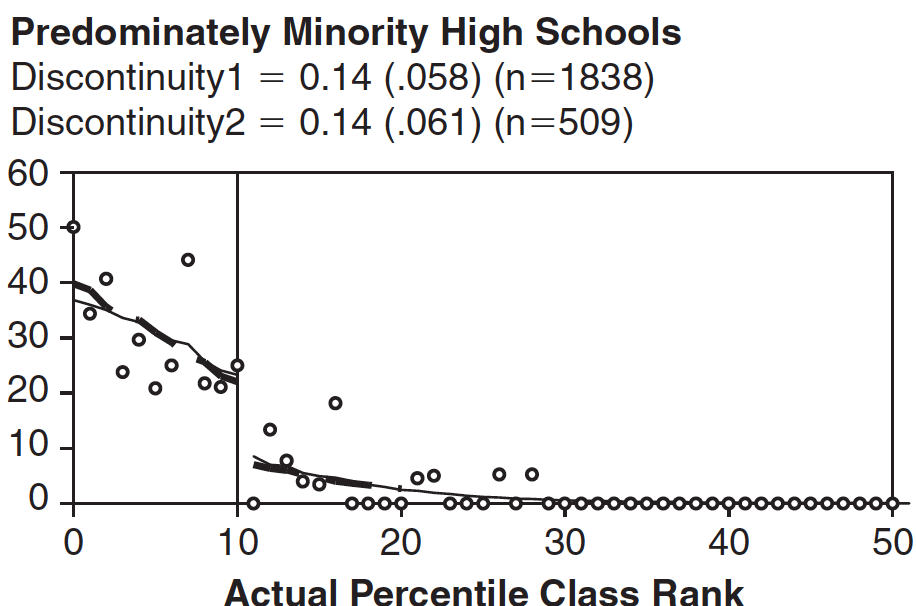 Predominately Minority High Schools
Discontinuity1 = 0.14 (.058) (n=1838)
Discontinuity2 = 0.14 (.061) (n=509)
60
50
40
30
20
10
0
0 10 20 30 40 50
Actual Percentile Class Rank